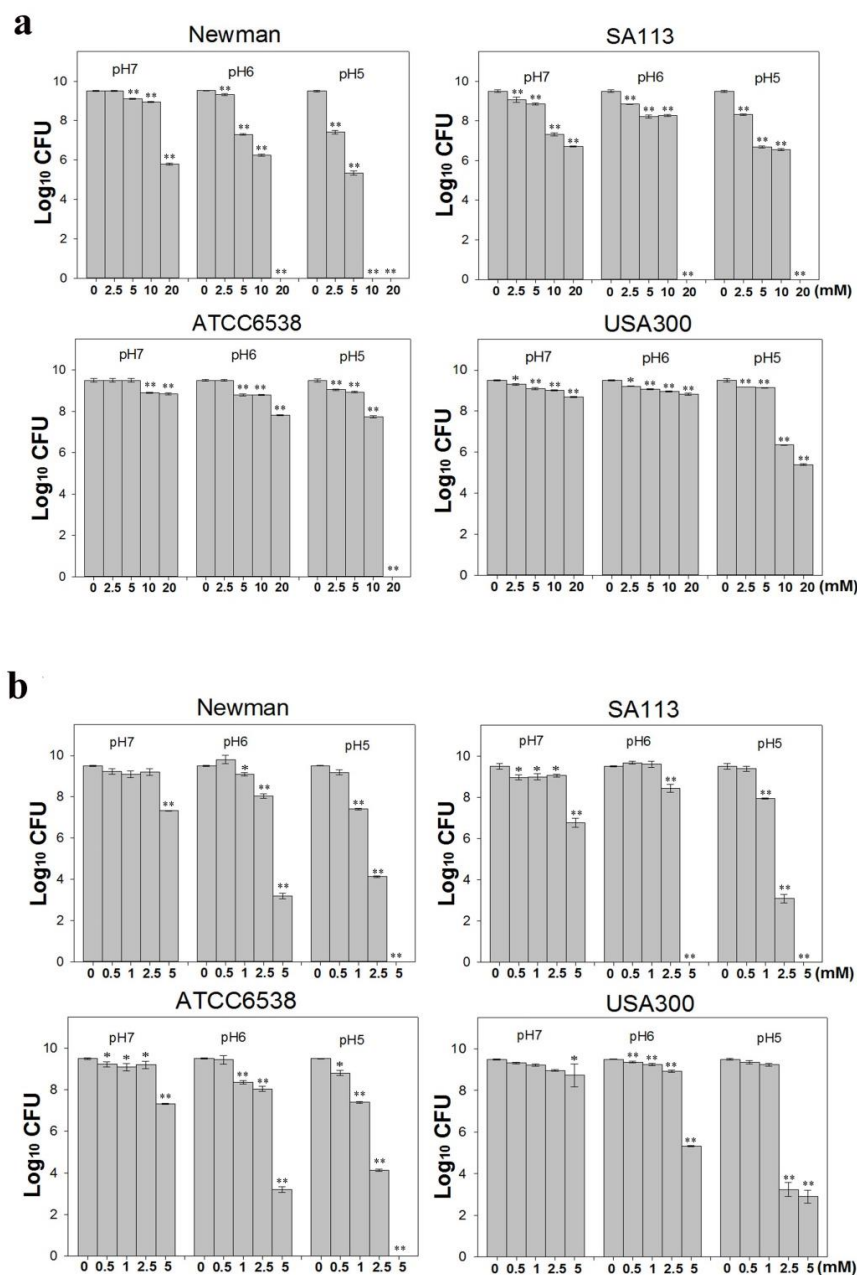 a
Newman
SA113
pH7 pH6 pH5
pH7 pH6 pH5
10
8
6
4
2
0
Log10 CFU
** ** ** ** ** ** ** ** ** ** **
0 2.5 5 10 20 0 2.5 5 10 20 0 2.5 5 10 20
10
8
6
4
2
0
Log10 CFU
** ** ** ** ** ** ** ** ** ** ** **
0 2.5 5 10 20 0 2.5 5 10 20 0 2.5 5 10 20 (mM)
ATCC6538
USA300
pH7 pH6 pH5
pH7 pH6 pH5
10
8
6
4
2
0
Log10 CFU
** ** ** ** ** ** ** ** **
0 2.5 5 10 20 0 2.5 5 10 20 0 2.5 5 10 20
10
8
6
4
2
0
Log10 CFU
* ** ** ** * ** ** ** ** ** ** **
0 2.5 5 10 20 0 2.5 5 10 20 0 2.5 5 10 20 (mM)
b
Newman
SA113
pH7 pH6 pH5
pH7 pH6 pH5
10
8
6
4
2
0
Log10 CFU
** * ** ** ** ** **
0 0.5 1 2.5 5 0 0.5 1 2.5 5 0 0.5 1 2.5 5
10
8
6
4
2
0
Log10 CFU
* * * ** ** ** ** ** **
0 0.5 1 2.5 5 0 0.5 1 2.5 5 0 0.5 1 2.5 5 (mM)
ATCC6538
USA300
pH7 pH6 pH5
pH7 pH6 pH5
10
8
6
4
2
0
Log10 CFU
* * * ** ** ** ** * ** ** **
0 0.5 1 2.5 5 0 0.5 1 2.5 5 0 0.5 1 2.5 5
10
8
6
4
2
0
Log10 CFU
* ** ** ** ** ** **
0 0.5 1 2.5 5 0 0.5 1 2.5 5 0 0.5 1 2.5 5 (mM)